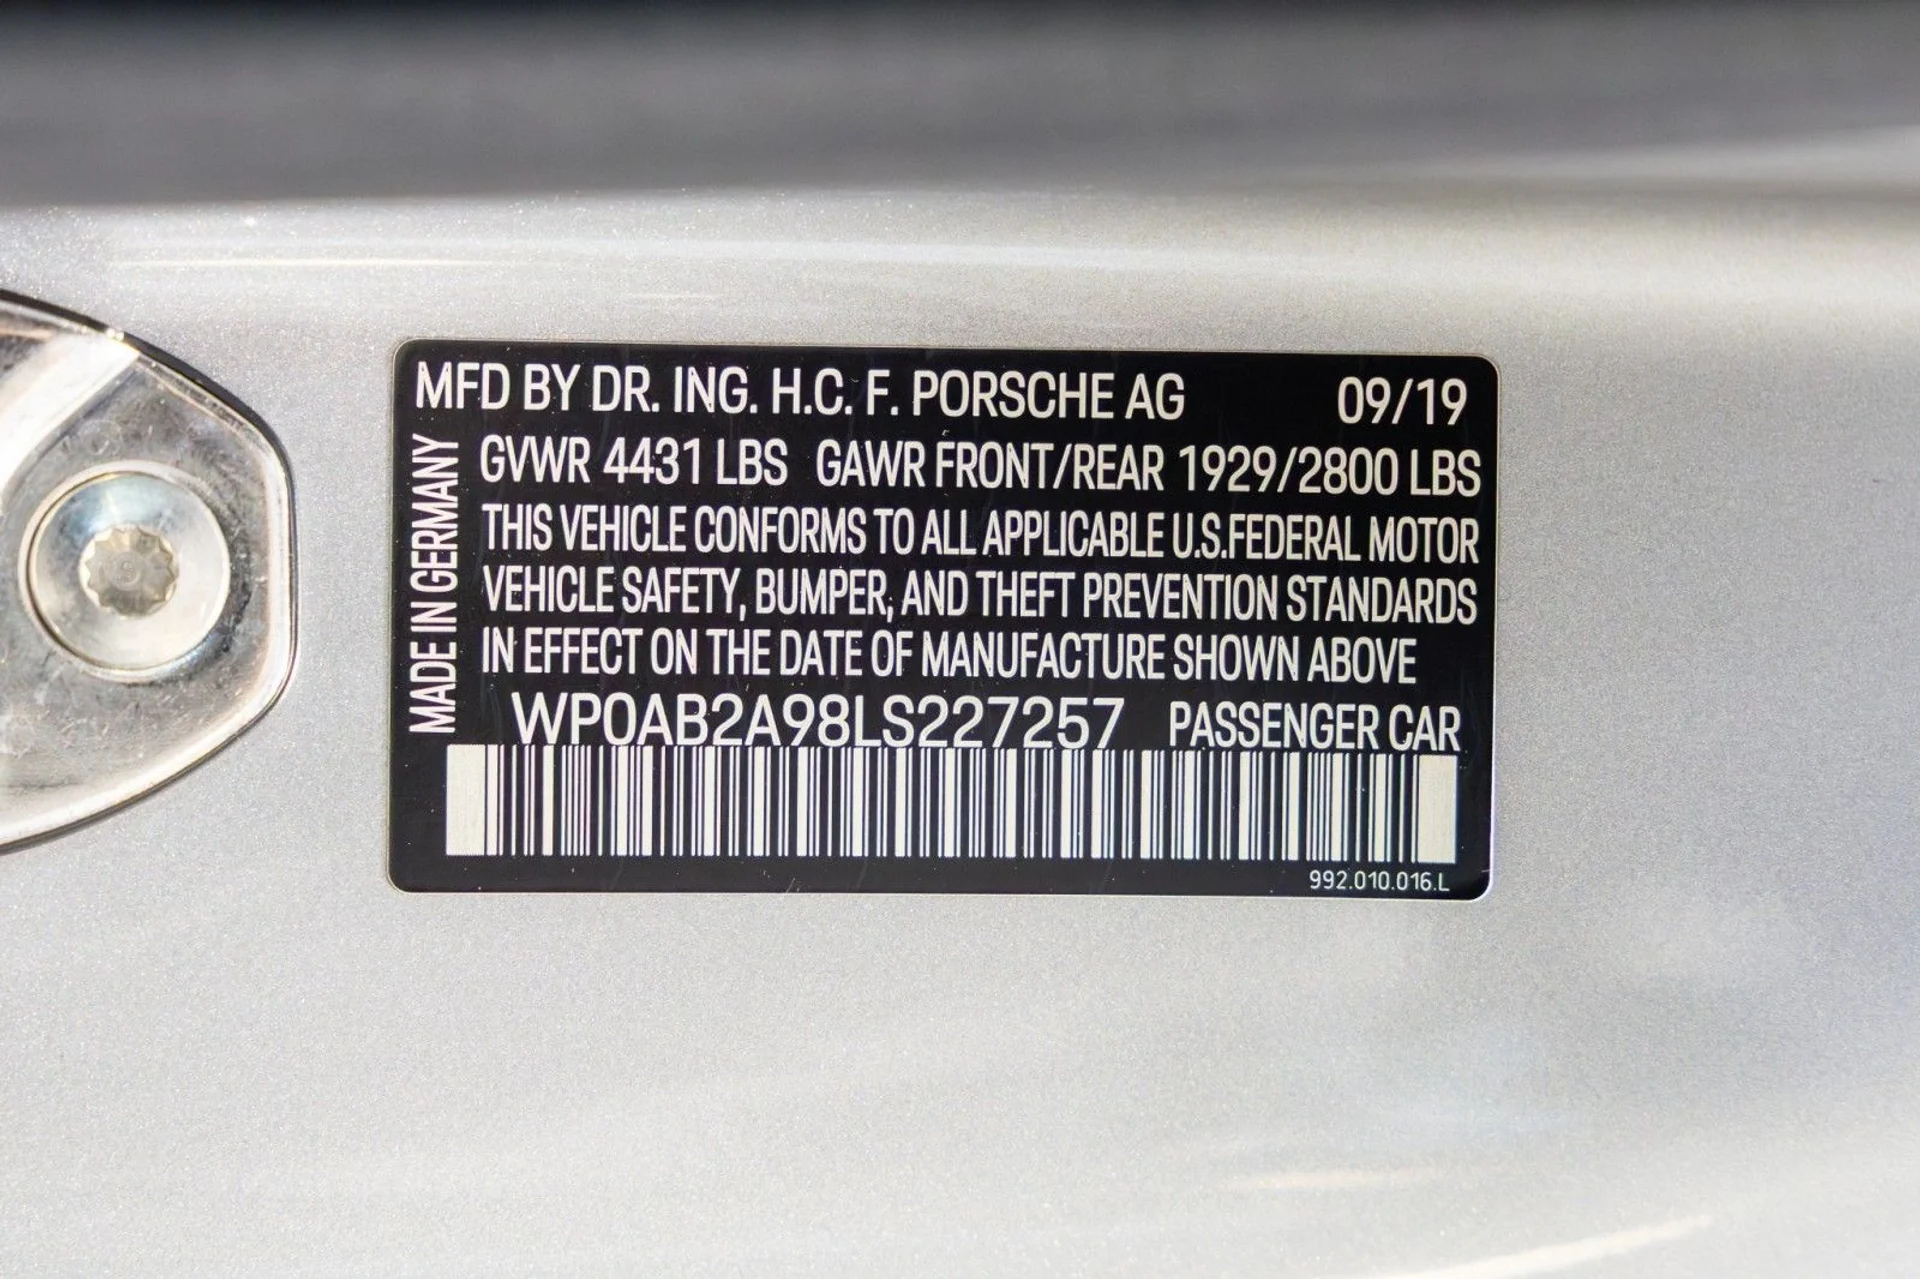 MFD BY DR. ING. H.C. F. PORSCHE AG 09/19
MADE IN GERMANY
GVWR 4431 LBS GAWR FRONT/REAR 1929/2800 LBS
THIS VEHICLE CONFORMS TO ALL APPLICABLE U.S.FEDERAL MOTOR
VEHICLE SAFETY, BUMPER, AND THEFT PREVENTION STANDARDS
IN EFFECT ON THE DATE OF MANUFACTURE SHOWN ABOVE
WP0AB2A98LS227257 PASSENGER CAR
992.010.016.L